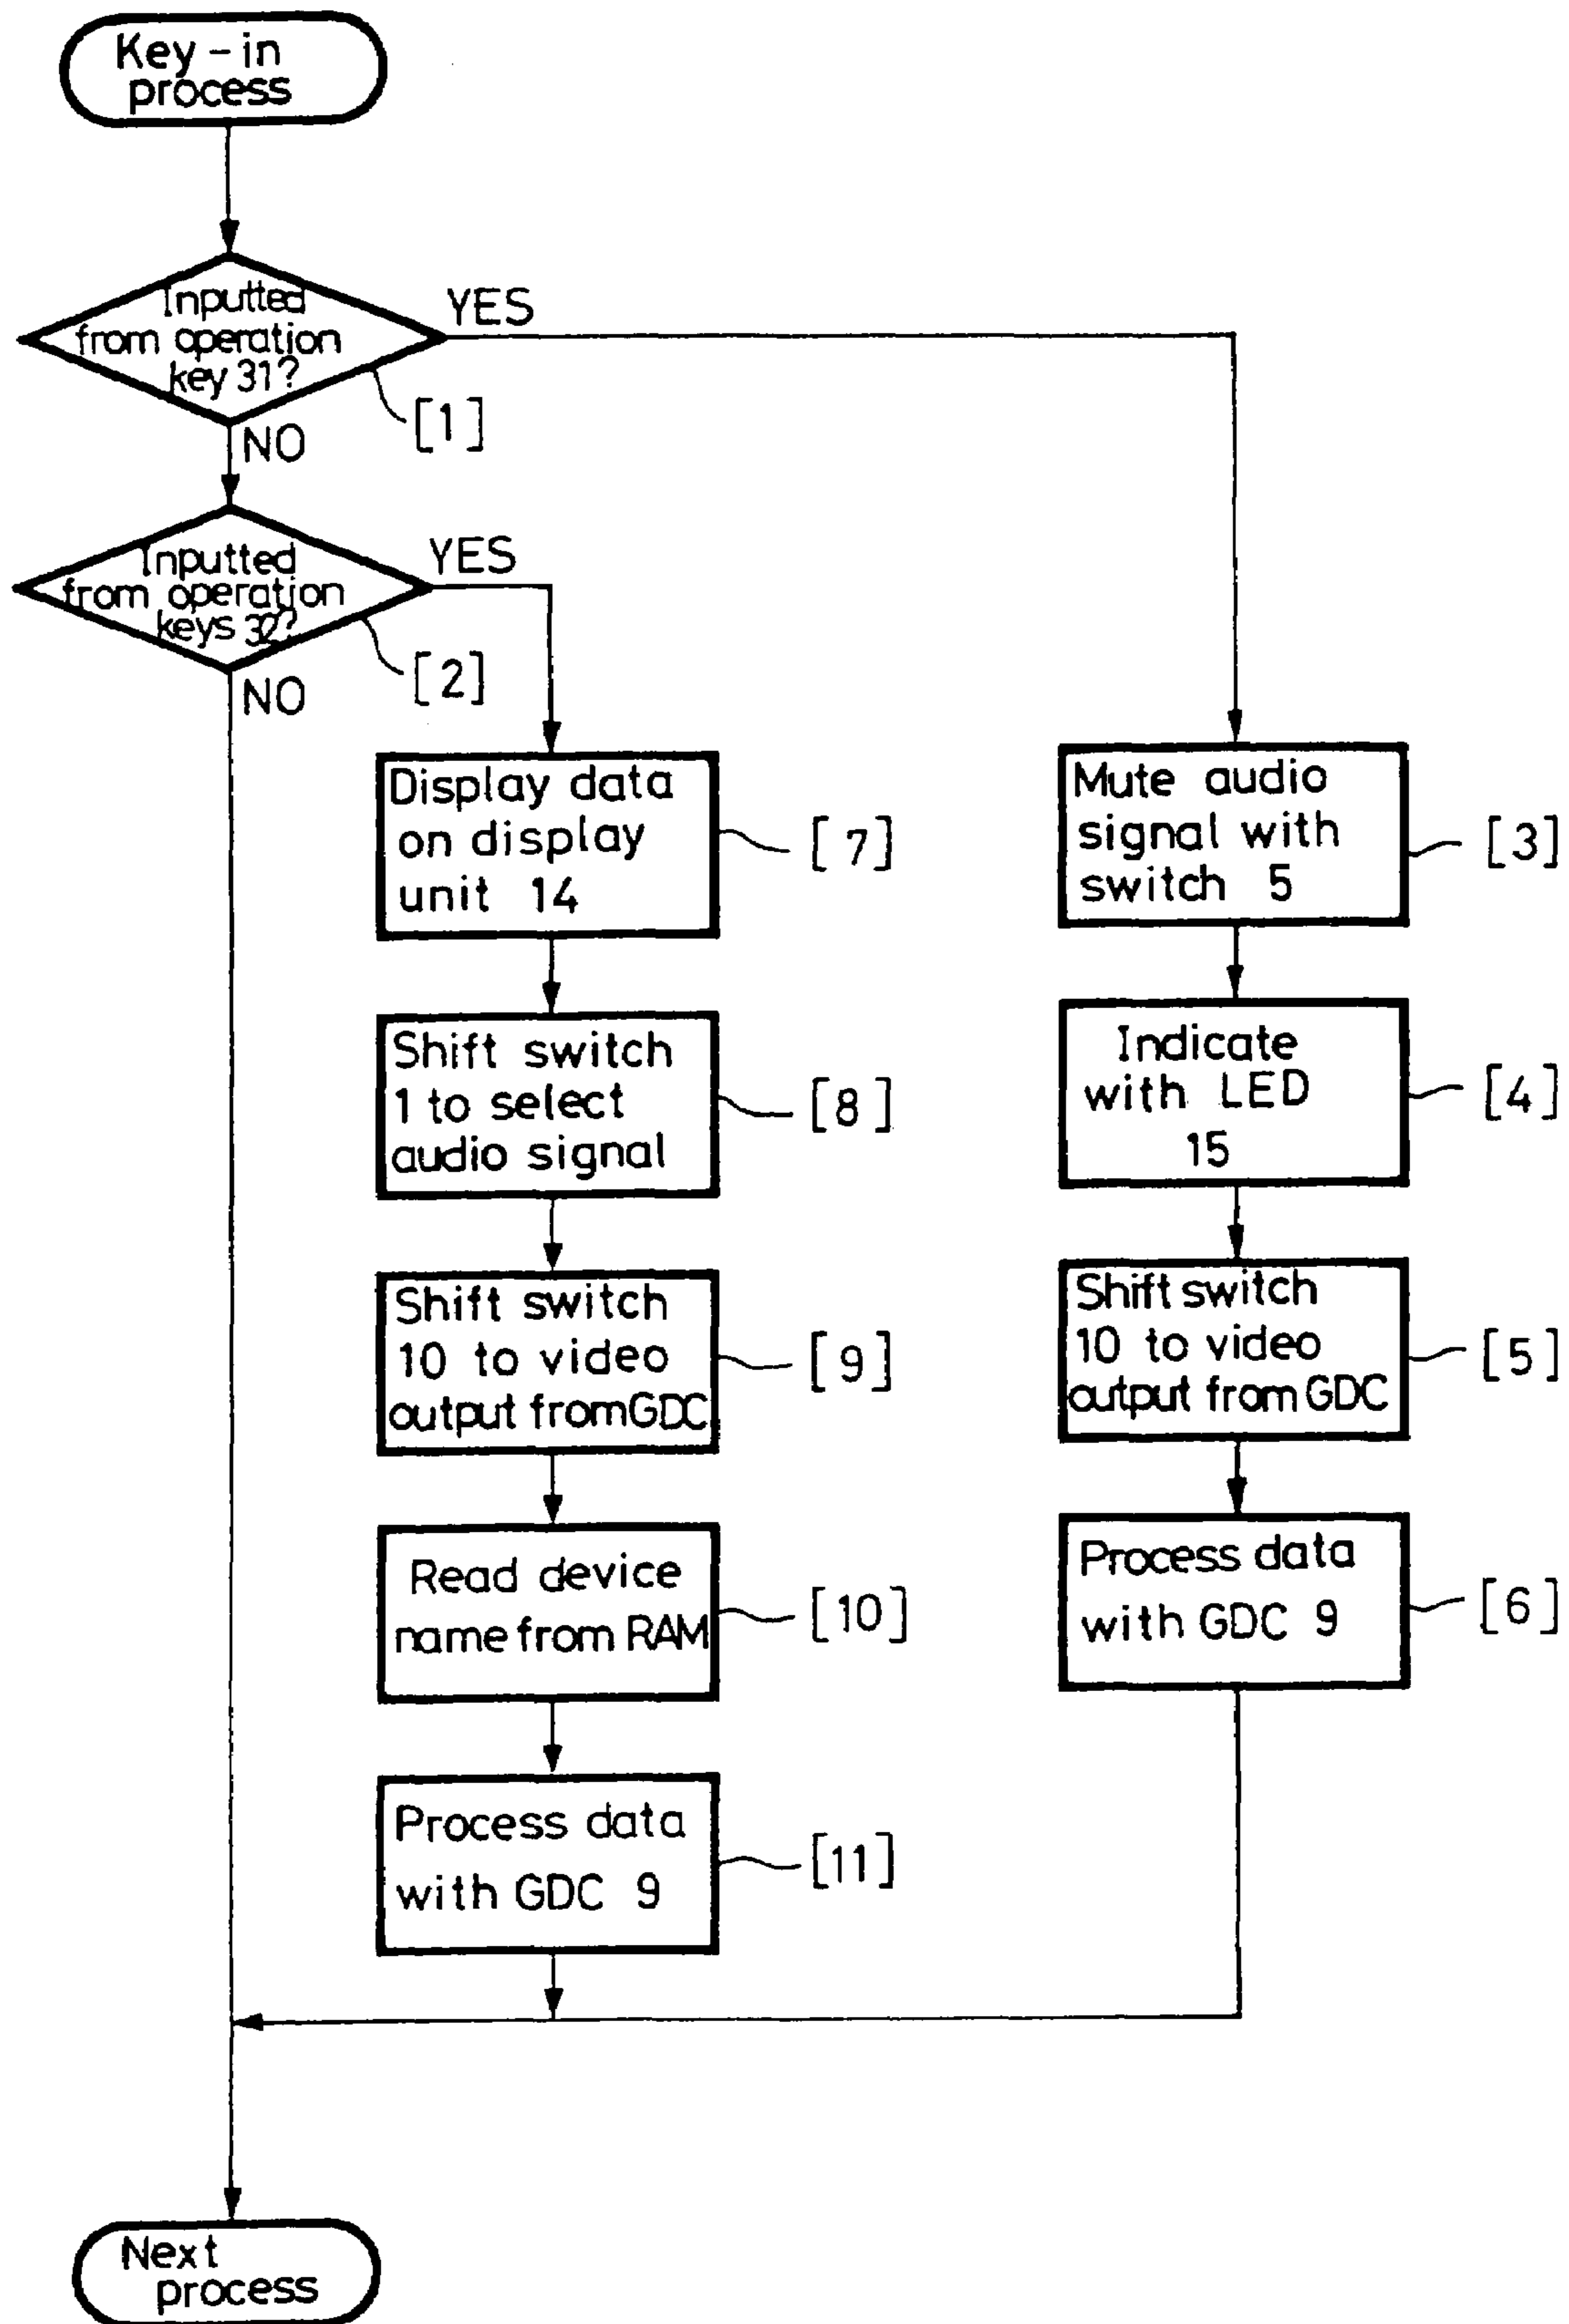 Key-in
process
Inputted
from operation
key 31?
YES
[1]
NO
Inputted
from operation
keys 32?
YES
[2]
NO
Display data
on display
unit 14
[7]
Shift switch
1 to select
audio signal
[8]
Shift switch
10 to video
output from GDC
[9]
Read device
name from RAM
[10]
Process data
with GDC 9
[11]
Mute audio
signal with
switch 5
[3]
Indicate
with LED
15
[4]
Shift switch
10 to video
output from GDC
[5]
Process data
with GDC 9
[6]
Next
process